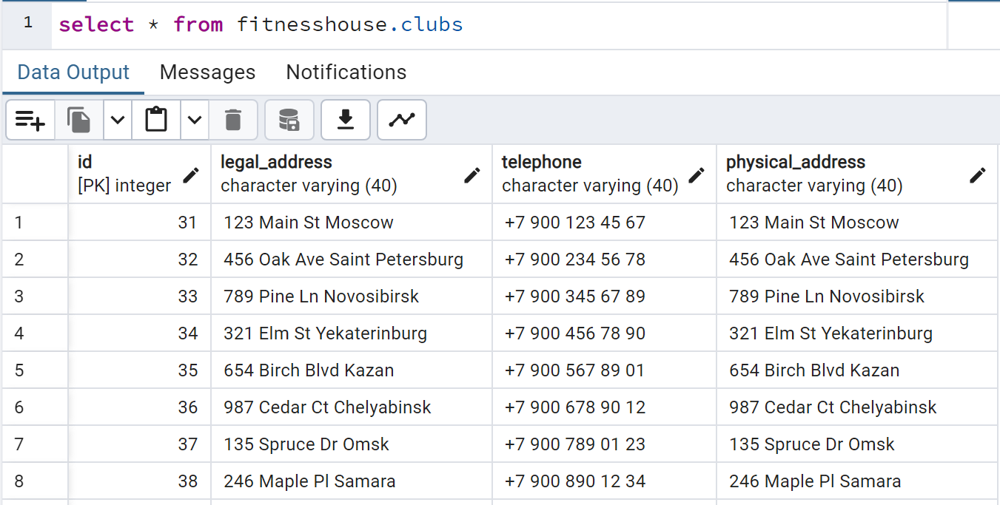 1 select * from fitnesshouse.clubs
Data Output Messages Notifications
id legal_address telephone physical_address
[PK] integer character varying (40) character varying (40) character varying (40)
1 31 123 Main St Moscow +7 900 123 45 67 123 Main St Moscow
2 32 456 Oak Ave Saint Petersburg +7 900 234 56 78 456 Oak Ave Saint Petersburg
3 33 789 Pine Ln Novosibirsk +7 900 345 67 89 789 Pine Ln Novosibirsk
4 34 321 Elm St Yekaterinburg +7 900 456 78 90 321 Elm St Yekaterinburg
5 35 654 Birch Blvd Kazan +7 900 567 89 01 654 Birch Blvd Kazan
6 36 987 Cedar Ct Chelyabinsk +7 900 678 90 12 987 Cedar Ct Chelyabinsk
7 37 135 Spruce Dr Omsk +7 900 789 01 23 135 Spruce Dr Omsk
8 38 246 Maple Pl Samara +7 900 890 12 34 246 Maple Pl Samara